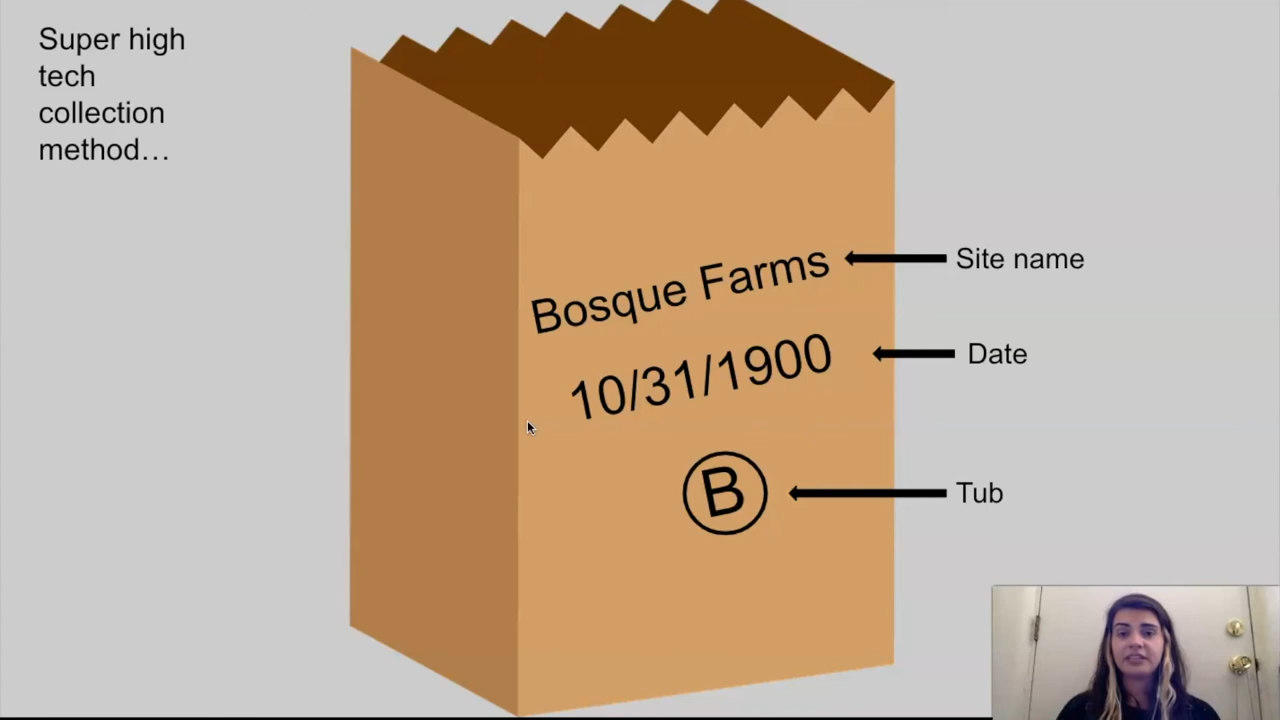 Super high
tech
collection
method…
Bosque Farms
Site name
10/31/1900
Date
B
Tub